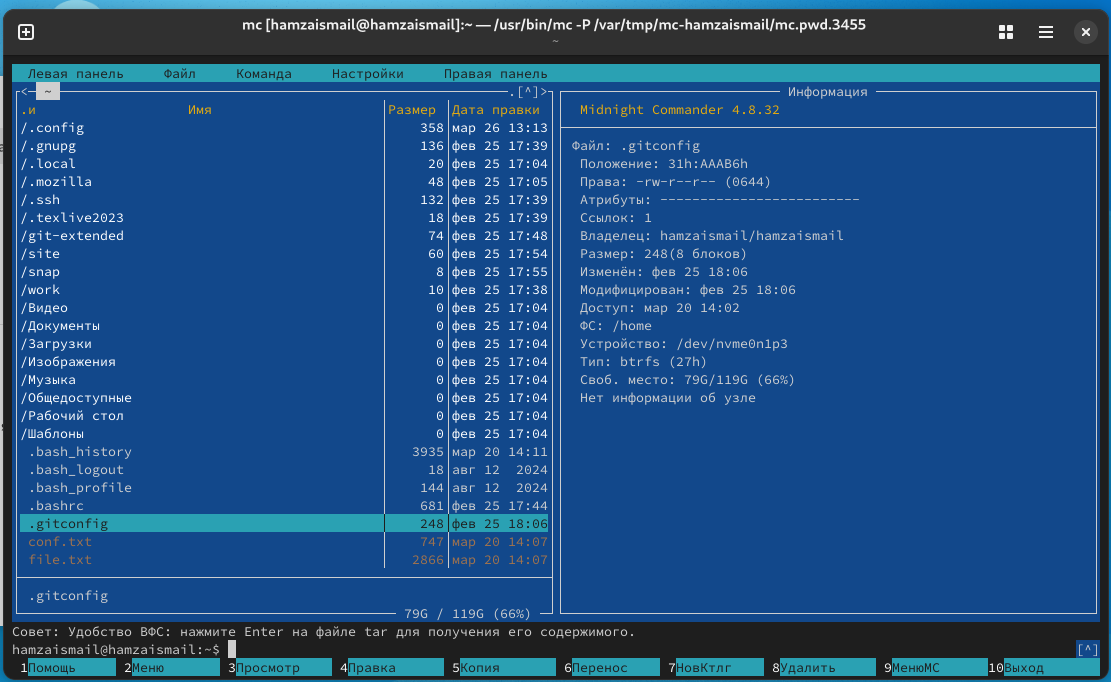 mc [hamzaismail@hamzaismail]:~ — /usr/bin/mc -P /var/tmp/mc-hamzaismail/mc.pwd.3455
~
Левая панель Файл Команда Настройки Правая панель
<─ ~ .[^]>
.и Имя Размер Дата правки
/.config 358 мар 26 13:13
/.gnupg 136 фев 25 17:39
/.local 20 фев 25 17:04
/.mozilla 48 фев 25 17:05
/.ssh 132 фев 25 17:39
/.texlive2023 18 фев 25 17:39
/git-extended 74 фев 25 17:48
/site 60 фев 25 17:54
/snap 8 фев 25 17:55
/work 10 фев 25 17:38
/Видео 0 фев 25 17:04
/Документы 0 фев 25 17:04
/Загрузки 0 фев 25 17:04
/Изображения 0 фев 25 17:04
/Музыка 0 фев 25 17:04
/Общедоступные 0 фев 25 17:04
/Рабочий стол 0 фев 25 17:04
/Шаблоны 0 фев 25 17:04
.bash_history 3935 мар 20 14:11
.bash_logout 18 авг 12 2024
.bash_profile 144 авг 12 2024
.bashrc 681 фев 25 17:44
.gitconfig 248 фев 25 18:06
conf.txt 747 мар 20 14:07
file.txt 2866 мар 20 14:07
.gitconfig
79G / 119G (66%)
Информация
Midnight Commander 4.8.32
Файл: .gitconfig
Положение: 31h:AAAB6h
Права: -rw-r--r-- (0644)
Атрибуты: -------------------------
Ссылок: 1
Владелец: hamzaismail/hamzaismail
Размер: 248(8 блоков)
Изменён: фев 25 18:06
Модифицирован: фев 25 18:06
Доступ: мар 20 14:02
ФС: /home
Устройство: /dev/nvme0n1p3
Тип: btrfs (27h)
Своб. место: 79G/119G (66%)
Нет информации об узле
Совет: Удобство ВФС: нажмите Enter на файле tar для получения его содержимого.
hamzaismail@hamzaismail:~$ [^]
1Помощь 2Меню 3Просмотр 4Правка 5Копия 6Перенос 7НовКтлг 8Удалить 9МенюMC 10Выход